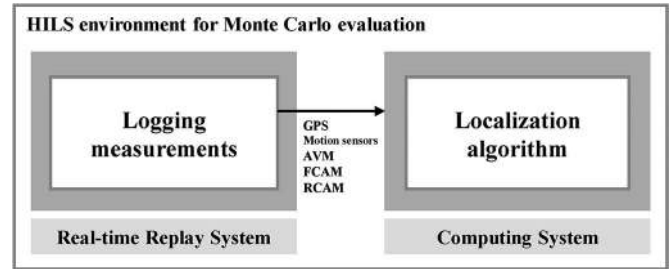 HILS environment for Monte Carlo evaluation
Logging
measurements
GPS
Motion sensors
AVM
FCAM
RCAM
Localization
algorithm
Real-time Replay System
Computing System